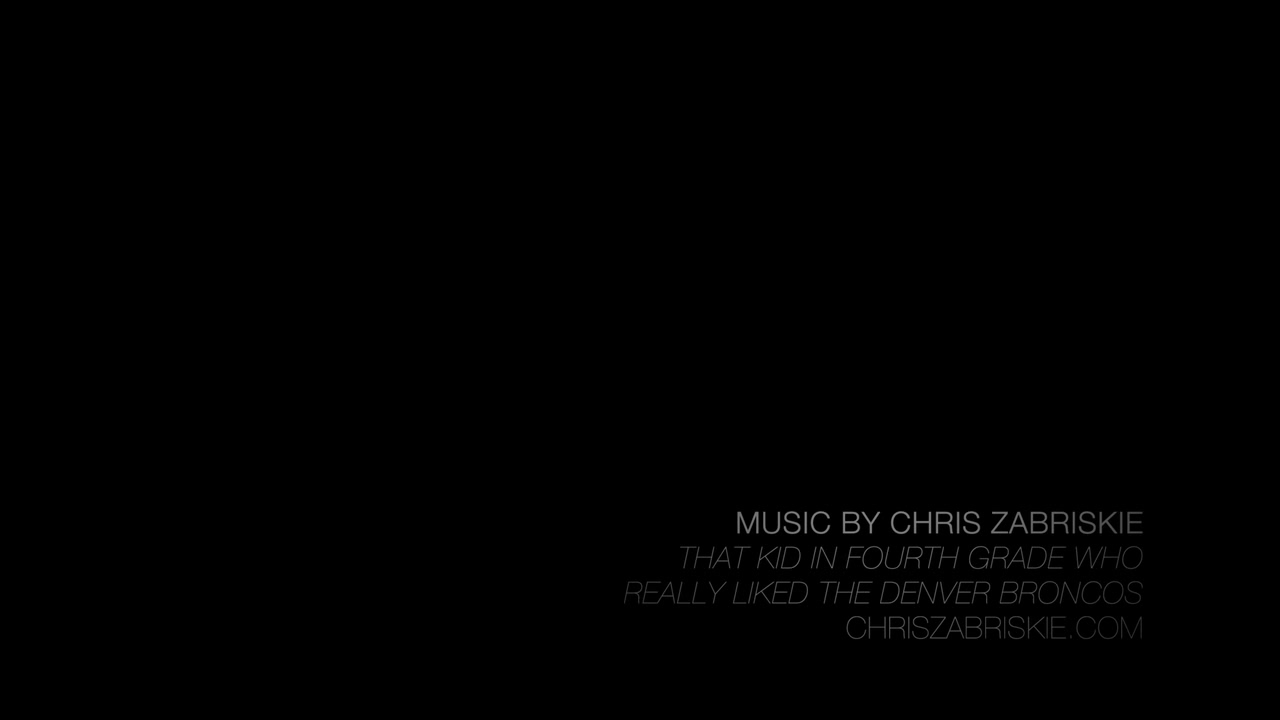 MUSIC BY CHRIS ZABRISKIE
THAT KID IN FOURTH GRADE WHO
REALLY LIKED THE DENVER BRONCOS
CHRISZABRISKIE.COM